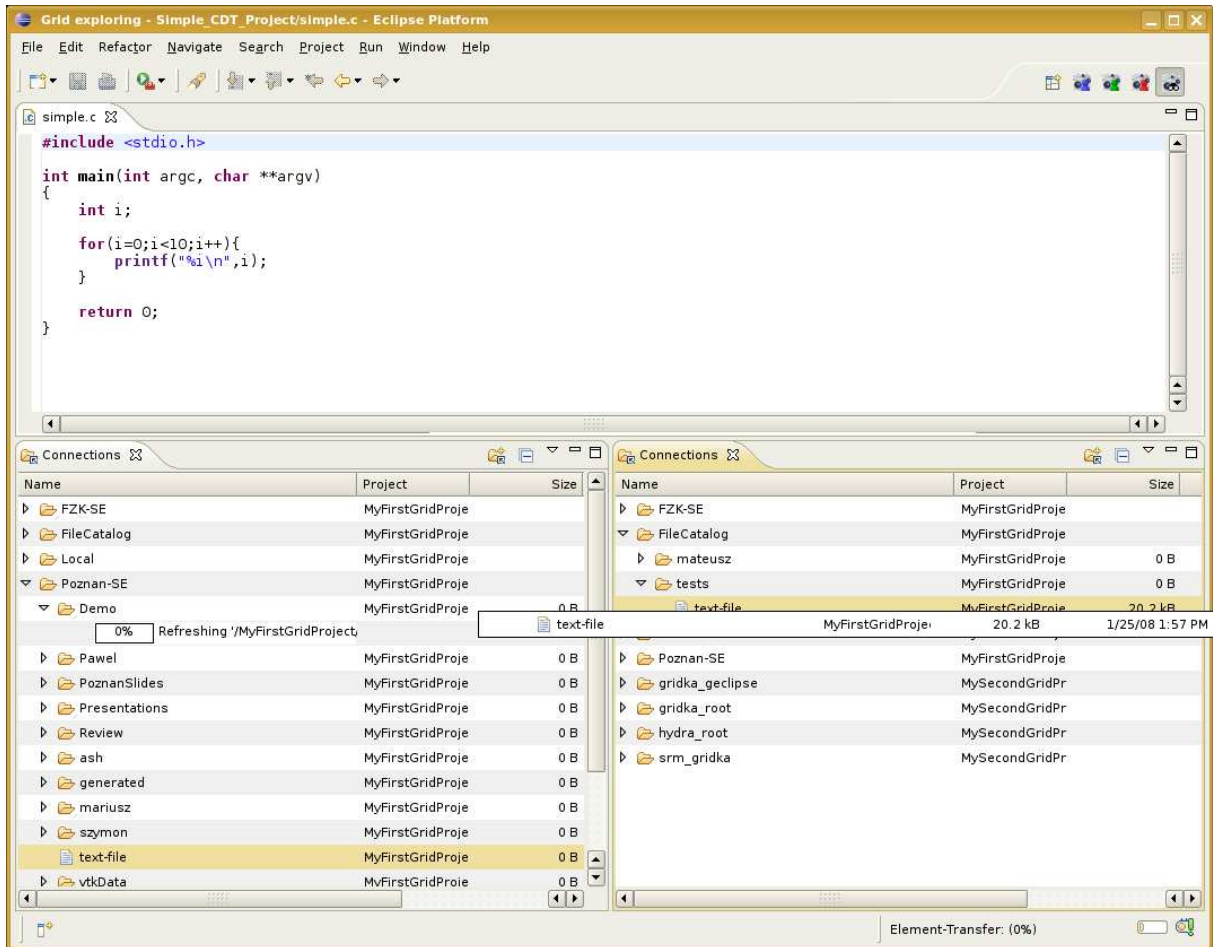 Grid exploring - Simple_CDT_Project/simple.c - Eclipse Platform
File Edit Refactor Navigate Search Project Run Window Help
simple.c
#include <stdio.h>
int main(int argc, char **argv)
{
int i;
for(i=0;i<10;i++){
printf("%i\n",i);
}
return 0;
}
Connections
Name Project Size
FZK-SE MyFirstGridProje
FileCatalog MyFirstGridProje
Local MyFirstGridProje
Poznan-SE MyFirstGridProje
Demo MyFirstGridProje 0 B
0% Refreshing '/MyFirstGridProject/
Pawel MyFirstGridProje 0 B
PoznanSlides MyFirstGridProje 0 B
Presentations MyFirstGridProje 0 B
Review MyFirstGridProje 0 B
ash MyFirstGridProje 0 B
generated MyFirstGridProje 0 B
mariusz MyFirstGridProje 0 B
szymon MyFirstGridProje 0 B
text-file MyFirstGridProje 0 B
vtkData MyFirstGridProje 0 B
Connections
Name Project Size
FZK-SE MyFirstGridProje
FileCatalog MyFirstGridProje
mateusz MyFirstGridProje 0 B
tests MyFirstGridProje 0 B
text-file MyFirstGridProje 20.2 kB
text-file MyFirstGridProje 20.2 kB 1/25/08 1:57 PM
Poznan-SE MyFirstGridProje
gridka_geclipse MySecondGridPr
gridka_root MySecondGridPr
hydra_root MySecondGridPr
srm_gridka MySecondGridPr
Element-Transfer: (0%)